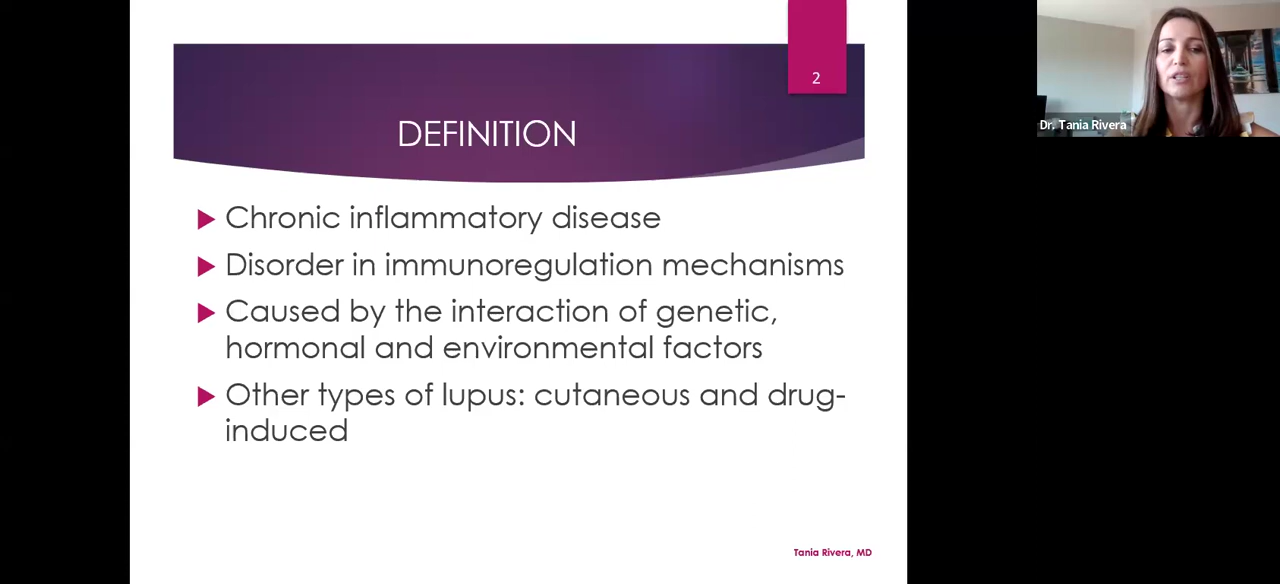 2
DEFINITION
Dr. Tania Rivera
Chronic inflammatory disease
Disorder in immunoregulation mechanisms
Caused by the interaction of genetic,
hormonal and environmental factors
Other types of lupus: cutaneous and drug-
induced
Tania Rivera, MD